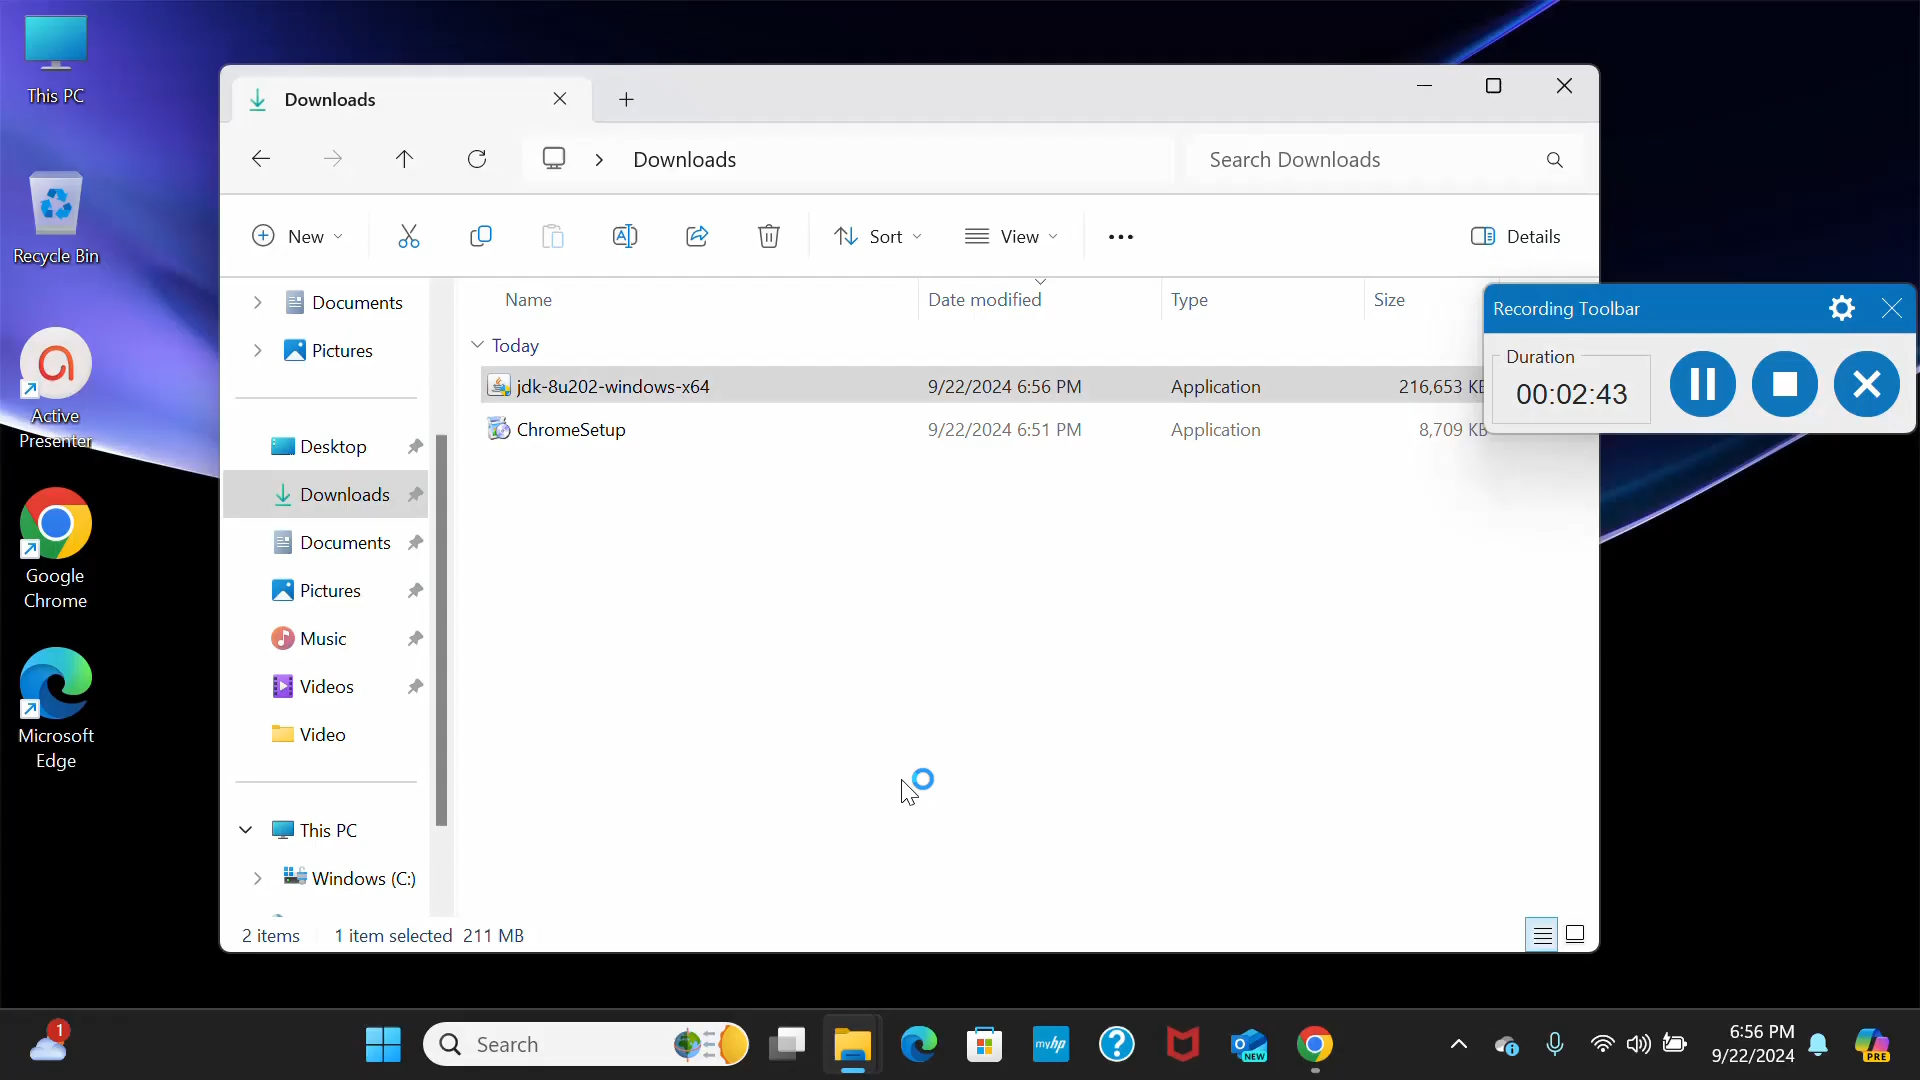 This PC
Recycle Bin
Active
Presenter
Google
Chrome
Microsoft
Edge
Downloads
Downloads
Search Downloads
New
Sort
View
Details
Documents
Pictures
Desktop
Downloads
Documents
Pictures
Music
Videos
Video
This PC
Windows (C:)
Name Date modified Type Size
Today
jdk-8u202-windows-x64 9/22/2024 6:56 PM Application 216,653 KB
ChromeSetup 9/22/2024 6:51 PM Application 8,709 KB
2 items 1 item selected 211 MB
Recording Toolbar
Duration
00:02:43
1
Search
myhp
NEW
6:56 PM
9/22/2024
PRE